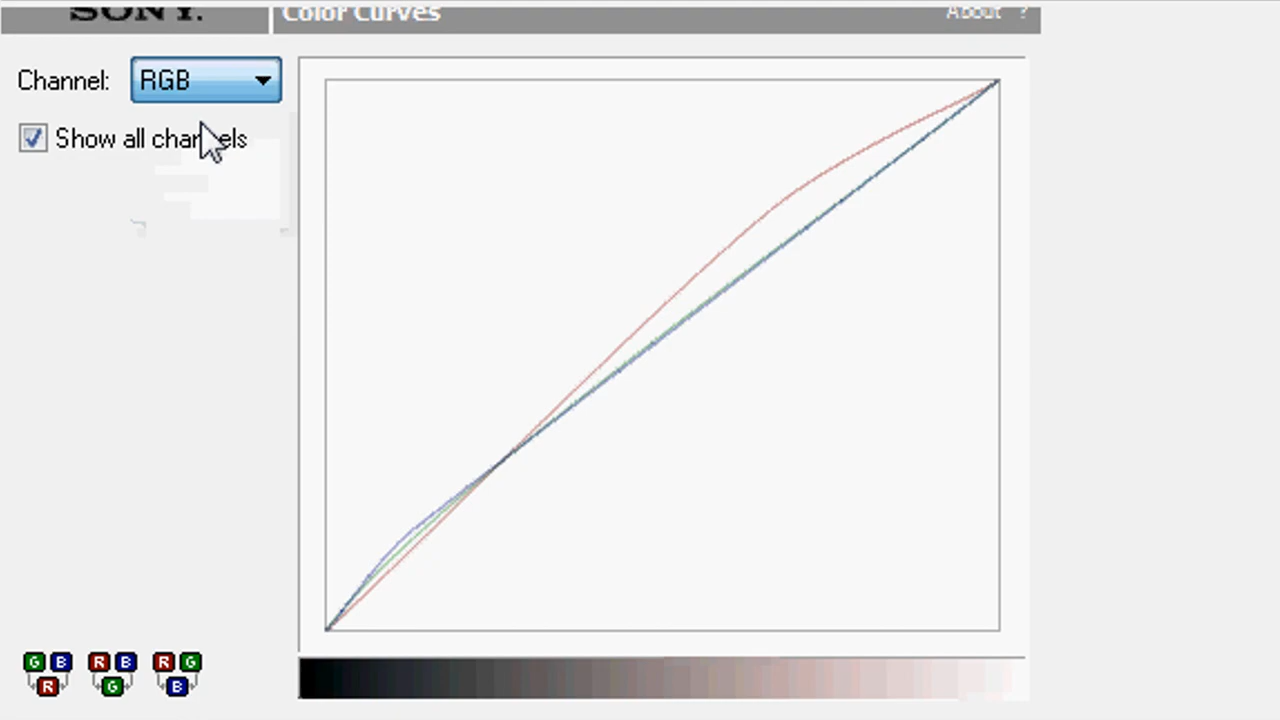 SONY.
Color Curves
About ?
Channel: RGB
Show all channels
G B R B R G
R G B